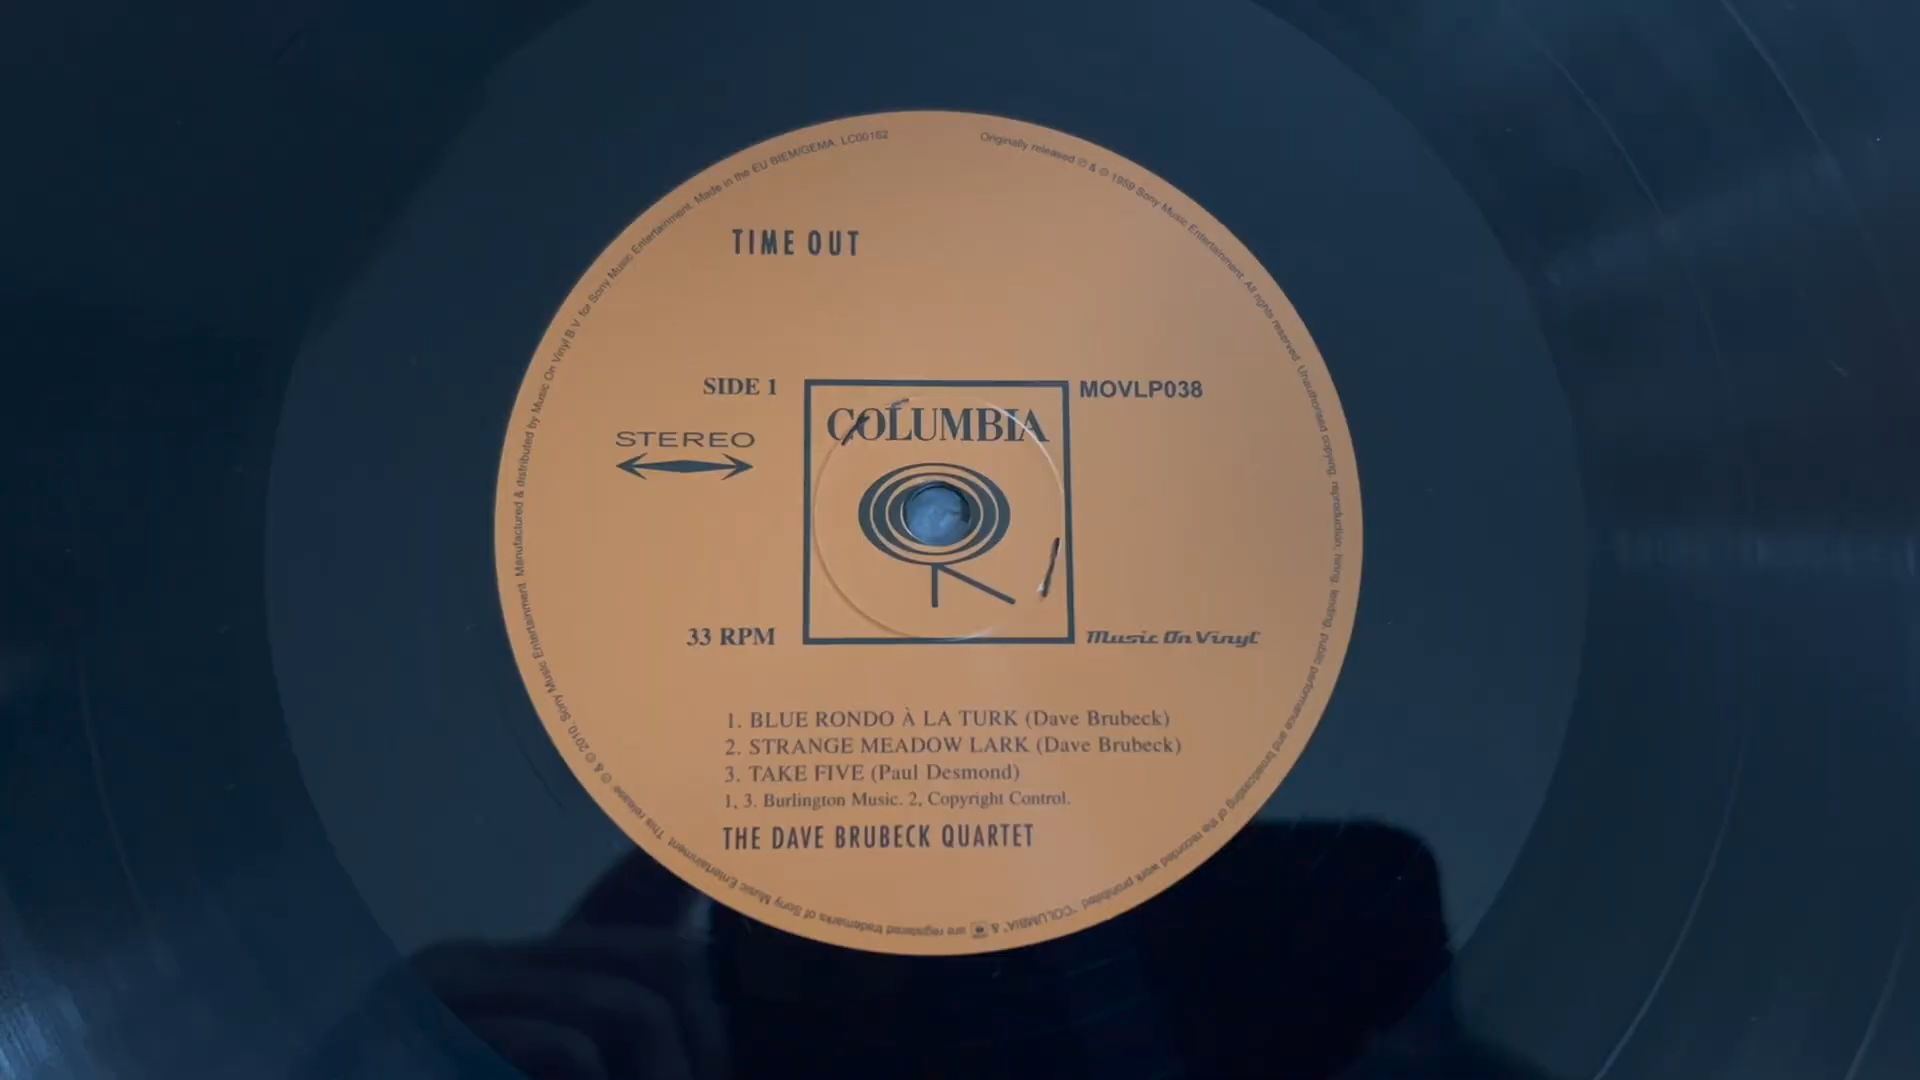 Originally released ℗ & © 1959 Sony Music Entertainment. All rights reserved. Unauthorised copying, reproduction, hiring, lending, public performance and broadcasting of the recorded work prohibited. "COLUMBIA" & are registered trademarks of Sony Music Entertainment. This release ℗ & © 2010, Sony Music Entertainment. Manufactured & distributed by Music On Vinyl B.V. for Sony Music Entertainment. Made in the EU BIEM/GEMA. LC00162
TIME OUT
SIDE 1
MOVLP038
COLUMBIA
STEREO
33 RPM
Music On Vinyl
1. BLUE RONDO À LA TURK (Dave Brubeck)
2. STRANGE MEADOW LARK (Dave Brubeck)
3. TAKE FIVE (Paul Desmond)
1, 3. Burlington Music. 2, Copyright Control.
THE DAVE BRUBECK QUARTET